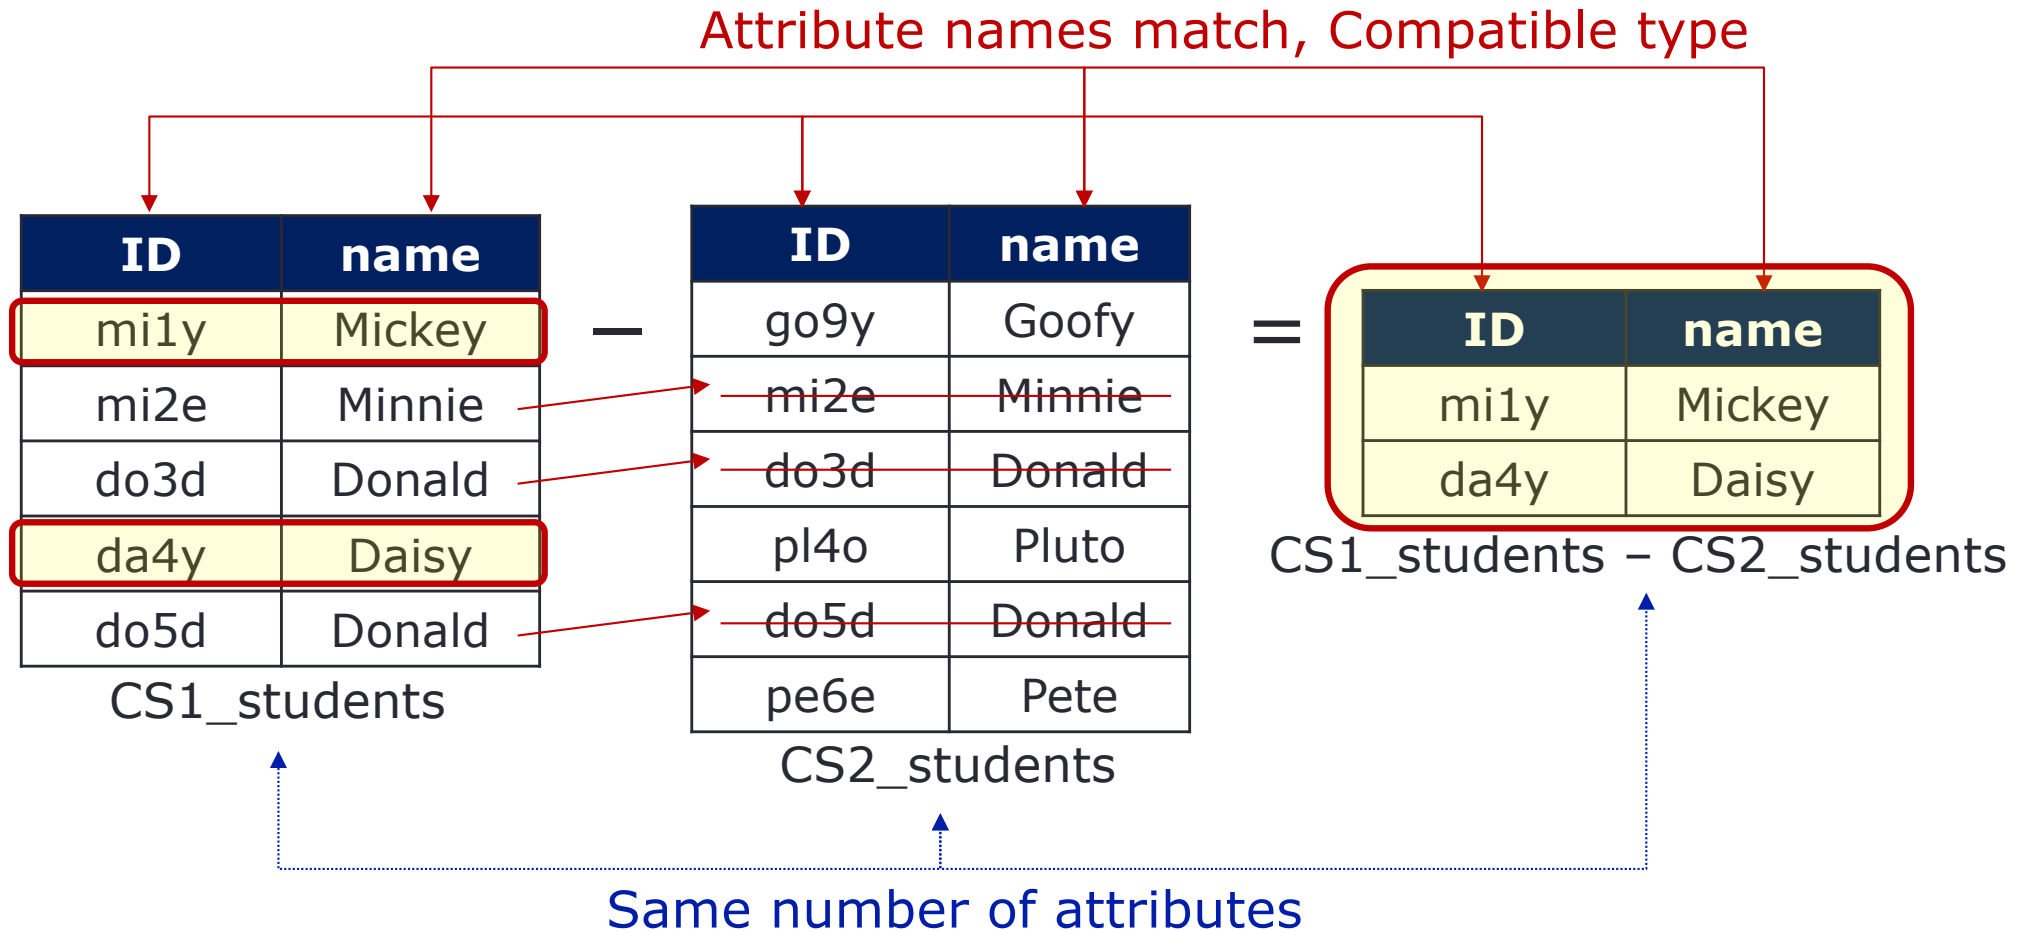 Attribute names match, Compatible type
ID name
mi1y Mickey
mi2e Minnie
do3d Donald
da4y Daisy
do5d Donald
CS1_students
–
ID name
go9y Goofy
mi2e Minnie
do3d Donald
pl4o Pluto
do5d Donald
pe6e Pete
CS2_students
=
ID name
mi1y Mickey
da4y Daisy
CS1_students – CS2_students
Same number of attributes